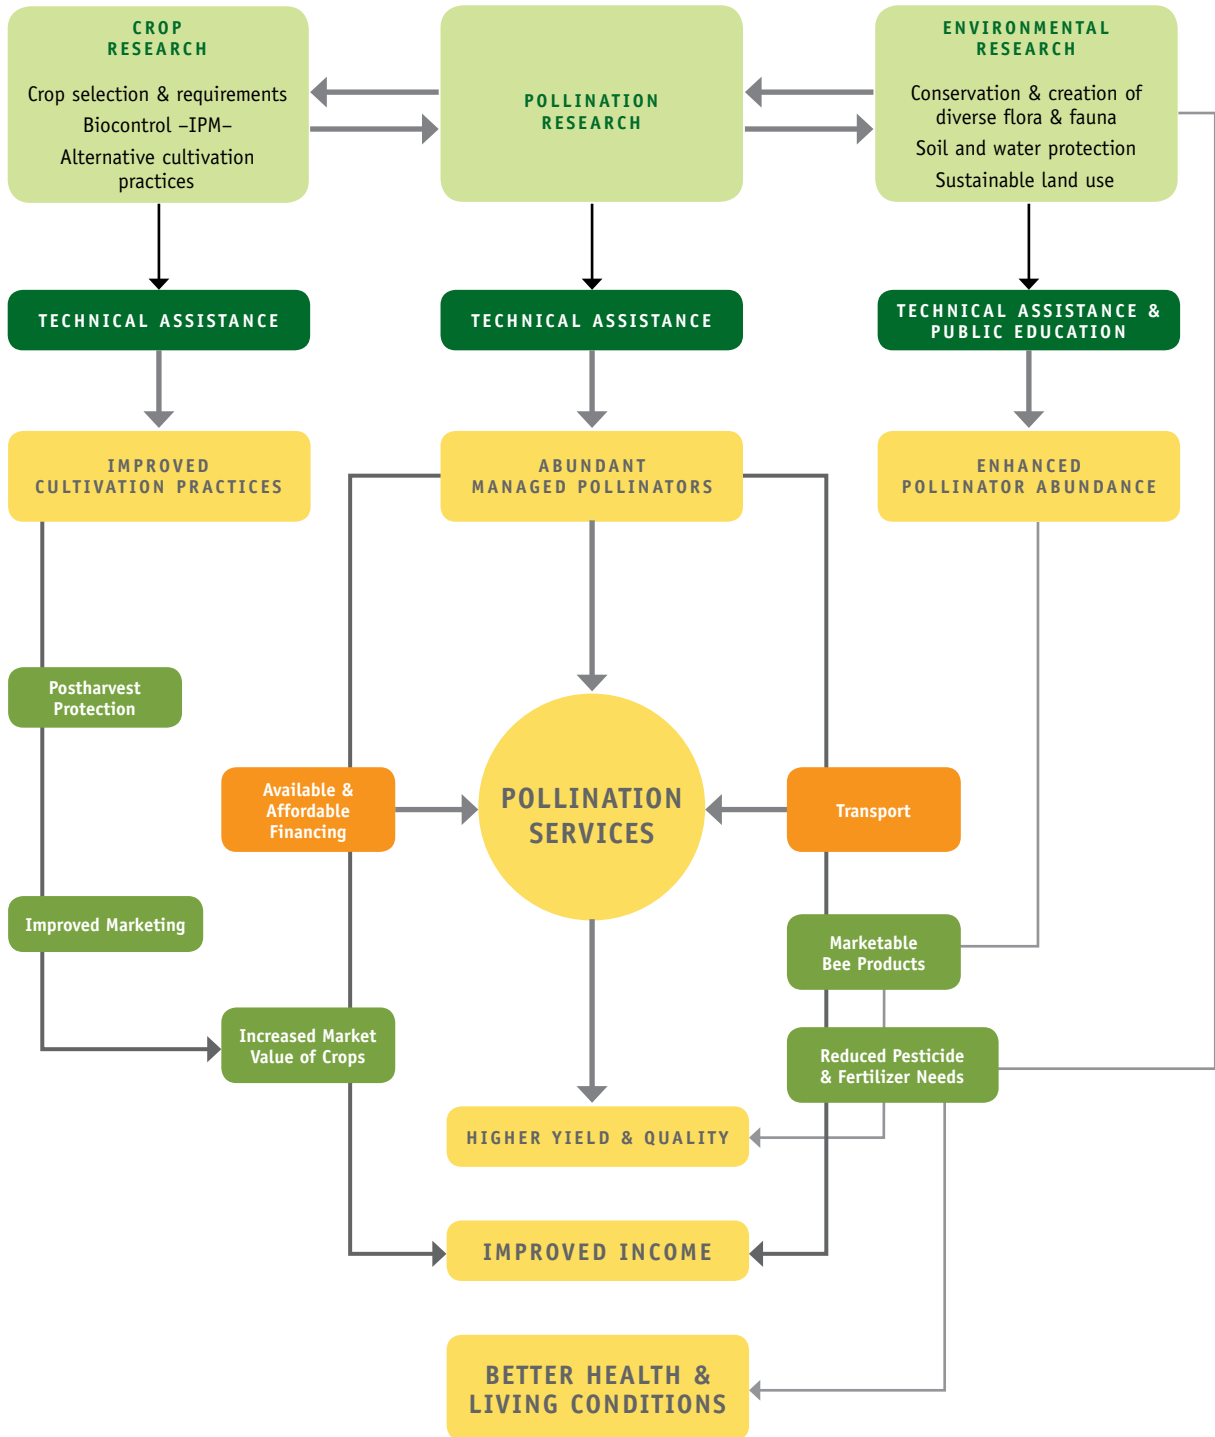 CROP
RESEARCH
Crop selection & requirements
Biocontrol –IPM–
Alternative cultivation
practices
POLLINATION
RESEARCH
ENVIRONMENTAL
RESEARCH
Conservation & creation of
diverse flora & fauna
Soil and water protection
Sustainable land use
TECHNICAL ASSISTANCE
TECHNICAL ASSISTANCE
TECHNICAL ASSISTANCE &
PUBLIC EDUCATION
IMPROVED
CULTIVATION PRACTICES
ABUNDANT
MANAGED POLLINATORS
ENHANCED
POLLINATOR ABUNDANCE
Postharvest
Protection
Available &
Affordable
Financing
POLLINATION
SERVICES
Transport
Improved Marketing
Marketable
Bee Products
Increased Market
Value of Crops
Reduced Pesticide
& Fertilizer Needs
HIGHER YIELD & QUALITY
IMPROVED INCOME
BETTER HEALTH &
LIVING CONDITIONS